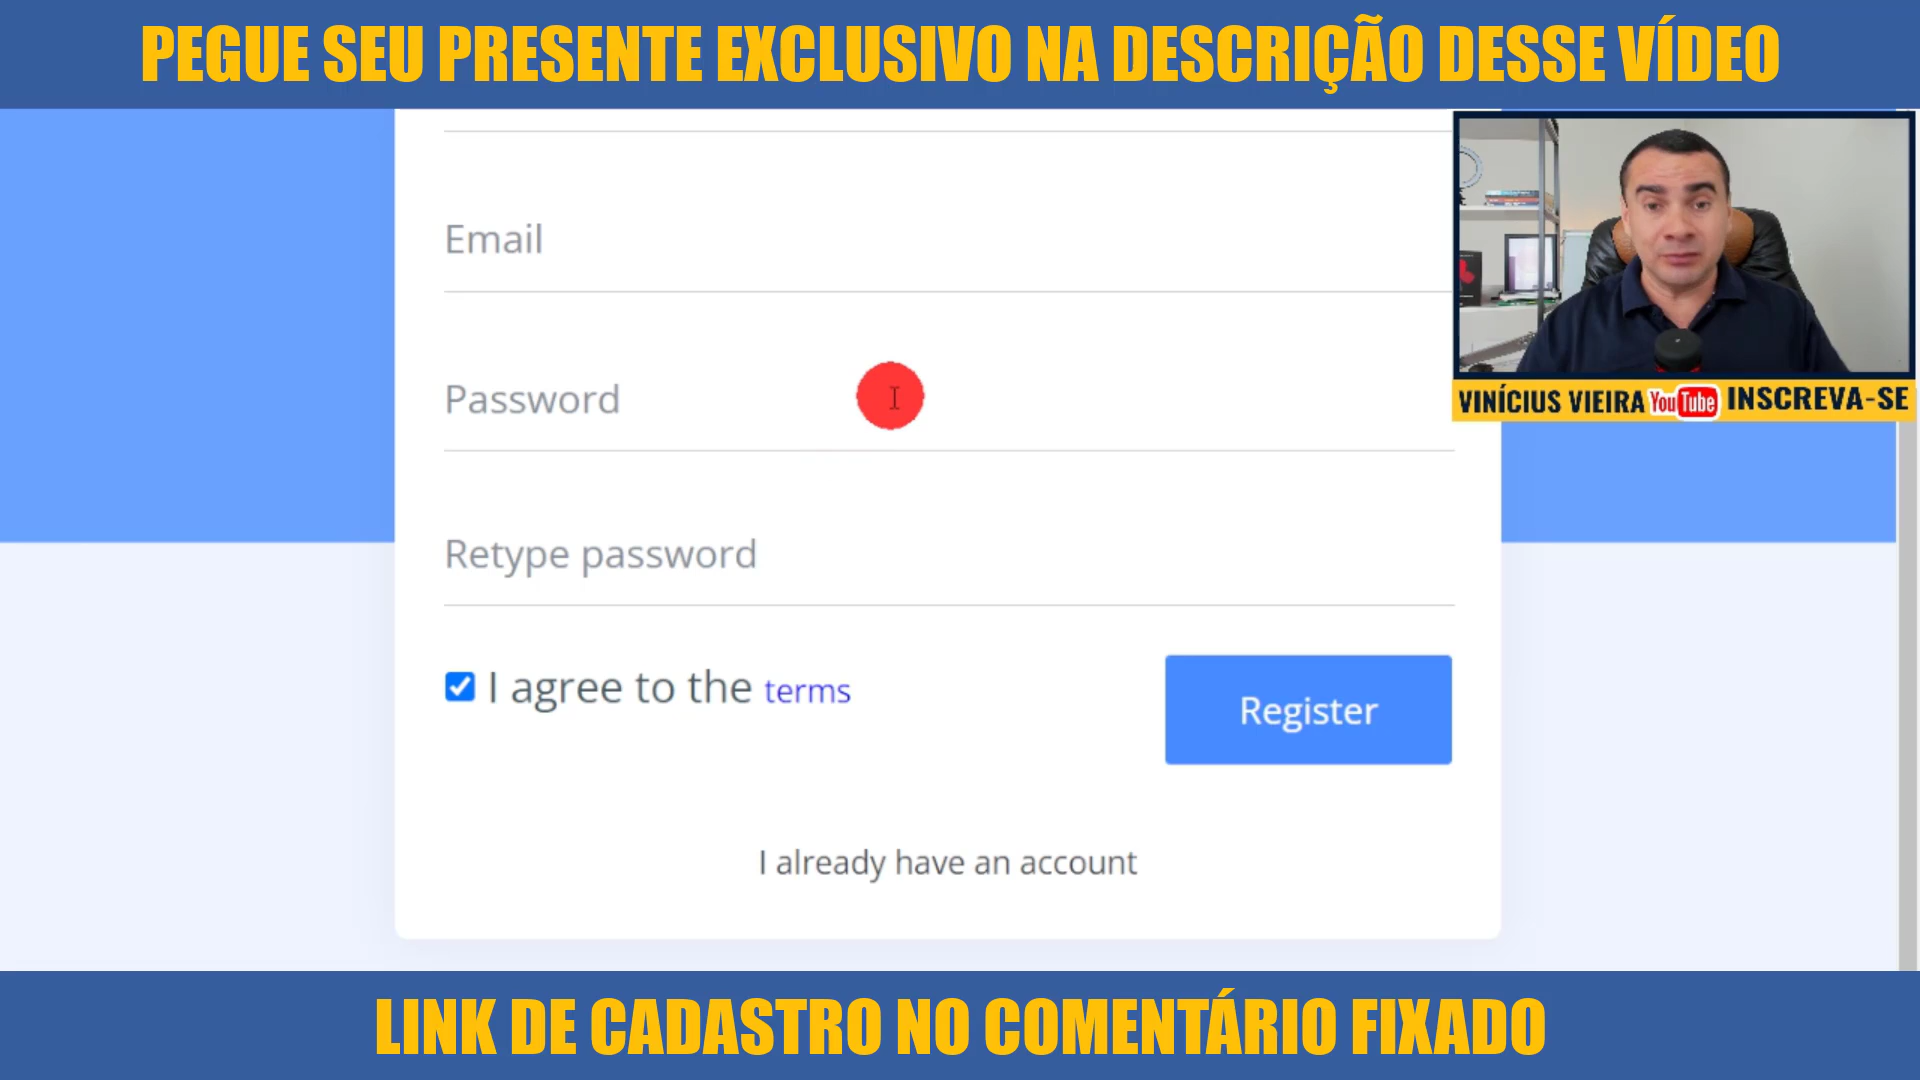 PEGUE SEU PRESENTE EXCLUSIVO NA DESCRIÇÃO DESSE VÍDEO
Email
Password
VINÍCIUS VIEIRA YouTube INSCREVA-SE
Retype password
I agree to the terms
Register
I already have an account
LINK DE CADASTRO NO COMENTÁRIO FIXADO